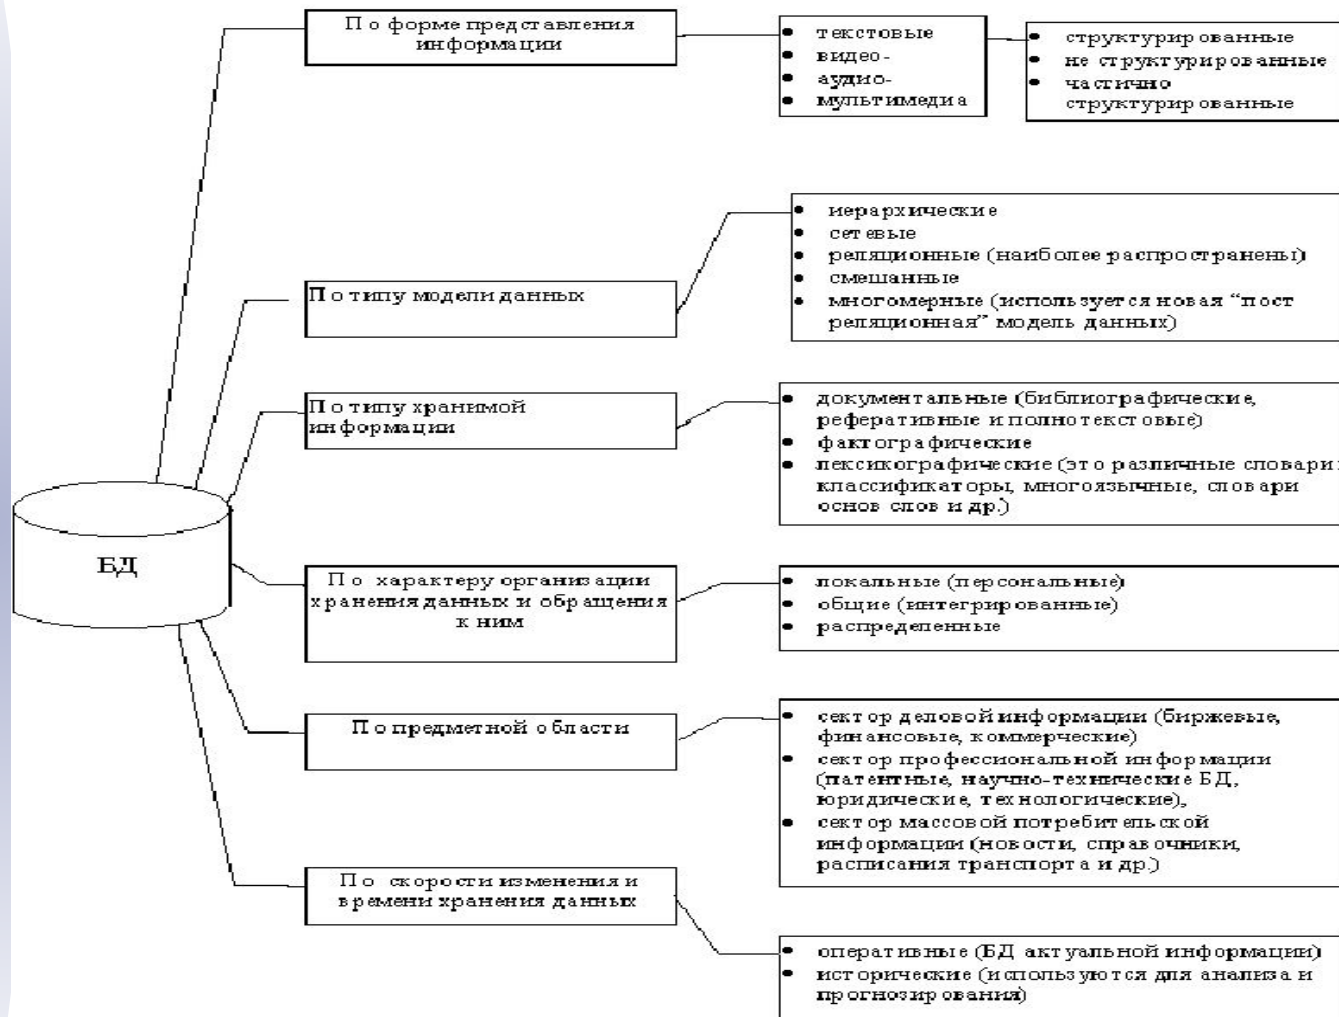 По форме представления
информации
• текстовые
• видео-
• аудио-
• мультимедиа
• структурированные
• не структурированные
• частично
структурированные
По типу модели данных
• иерархические
• сетевые
• реляционные (наиболее распространены)
• смешанные
• многомерные (используется новая “пост
реляционная” модель данных)
По типу хранимой
информации
• документальные (библиографические,
реферативные и полнотекстовые)
• фактографические
• лексикографические (это различные словари
классификаторы, многоязычные, словари
основ слов и др.)
БД
По характеру организации
хранения данных и обращения
к ним
• локальные (персональные)
• общие (интегрированные)
• распределенные
По предметной области
• сектор деловой информации (биржевые,
финансовые, коммерческие)
• сектор профессиональной информации
(патентные, научно-технические БД,
юридические, технологические),
• сектор массовой потребительской
информации (новости, справочники,
расписания транспорта и др.)
По скорости изменения и
времени хранения данных
• оперативные (БД актуальной информации)
• исторические (используются для анализа и
прогнозирования)